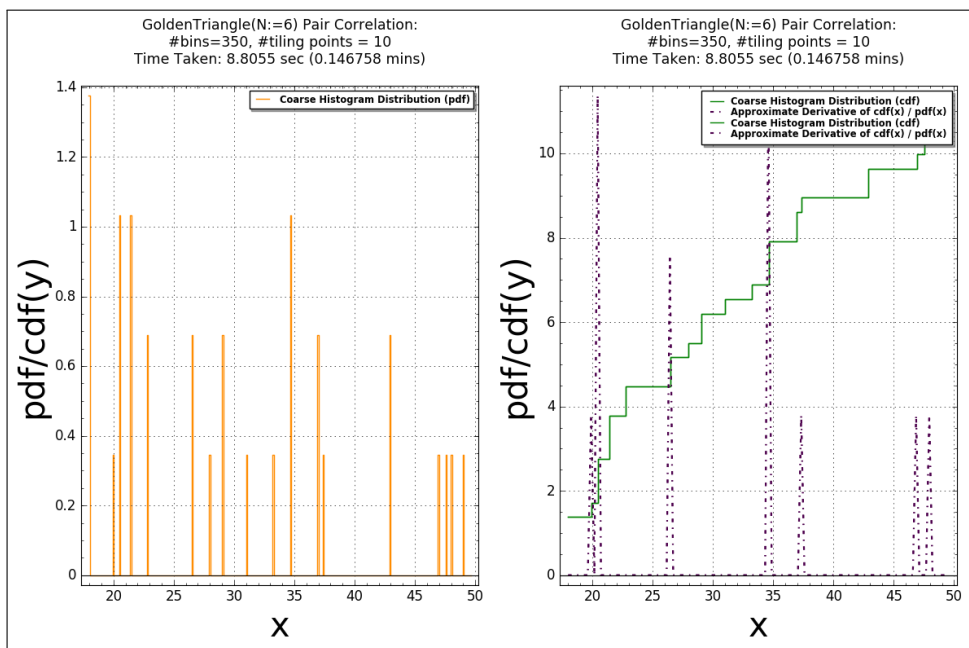 GoldenTriangle(N:=6) Pair Correlation:
#bins=350, #tiling points = 10
Time Taken: 8.8055 sec (0.146758 mins)
Coarse Histogram Distribution (pdf)
1.4
1.2
1
0.8
0.6
0.4
0.2
0
pdf/cdf(y)
20
25
30
35
40
45
50
x
GoldenTriangle(N:=6) Pair Correlation:
#bins=350, #tiling points = 10
Time Taken: 8.8055 sec (0.146758 mins)
Coarse Histogram Distribution (cdf)
Approximate Derivative of cdf(x) / pdf(x)
Coarse Histogram Distribution (cdf)
Approximate Derivative of cdf(x) / pdf(x)
10
8
6
4
2
0
pdf/cdf(y)
20
25
30
35
40
45
50
x